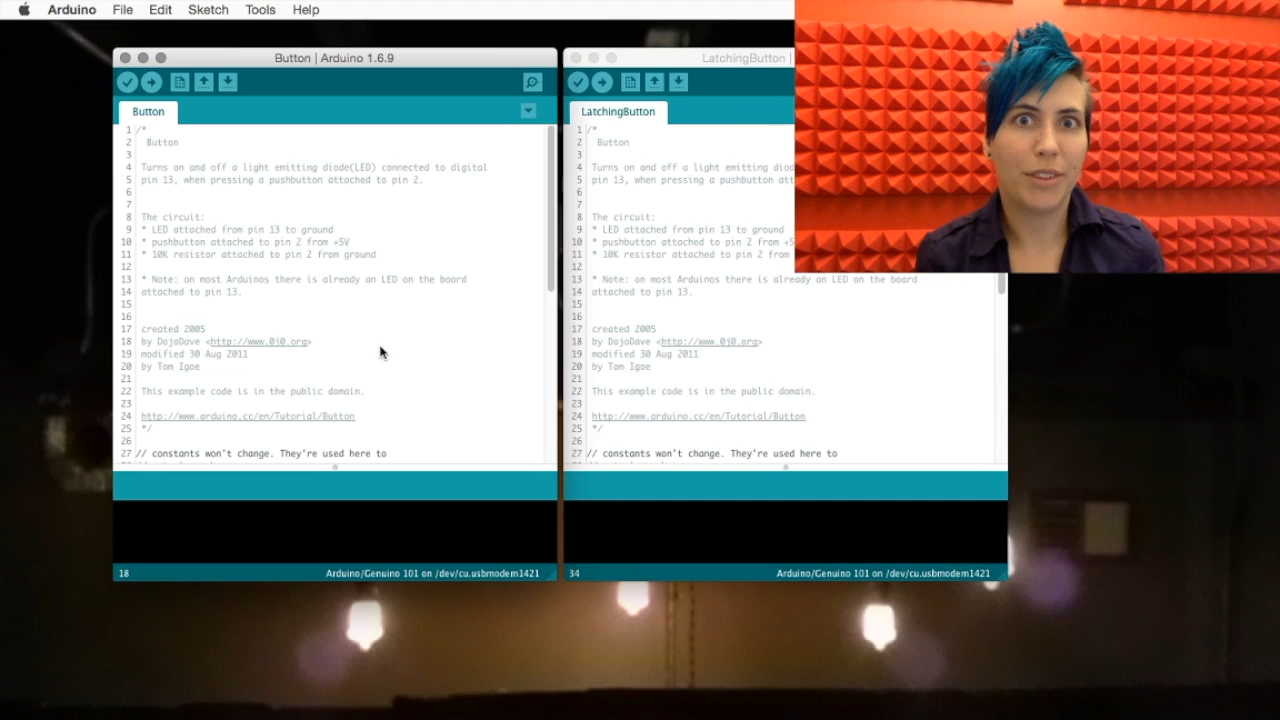 Arduino File Edit Sketch Tools Help
Button | Arduino 1.6.9
Button
1 /*
2 Button
3
4 Turns on and off a light emitting diode(LED) connected to digital
5 pin 13, when pressing a pushbutton attached to pin 2.
6
7
8 The circuit:
9 * LED attached from pin 13 to ground
10 * pushbutton attached to pin 2 from +5V
11 * 10K resistor attached to pin 2 from ground
12
13 * Note: on most Arduinos there is already an LED on the board
14 attached to pin 13.
15
16
17 created 2005
18 by DojoDave <http://www.0j0.org>
19 modified 30 Aug 2011
20 by Tom Igoe
21
22 This example code is in the public domain.
23
24 http://www.arduino.cc/en/Tutorial/Button
25 */
26
27 // constants won't change. They're used here to
18 Arduino/Genuino 101 on /dev/cu.usbmodem1421
LatchingButton |
LatchingButton
1 /*
2 Button
3
4 Turns on and off a light emitting
5 pin 13, when pressing a pushbutton
6
7
8 The circuit:
9 * LED attached from pin 13 to ground
10 * pushbutton attached to pin 2 from
11 * 10K resistor attached to pin 2 from
12
13 * Note: on most Arduinos there is already an LED on the board
14 attached to pin 13.
15
16
17 created 2005
18 by DojoDave <http://www.0j0.org>
19 modified 30 Aug 2011
20 by Tom Igoe
21
22 This example code is in the public domain.
23
24 http://www.arduino.cc/en/Tutorial/Button
25 */
26
27 // constants won't change. They're used here to
34 Arduino/Genuino 101 on /dev/cu.usbmodem1421